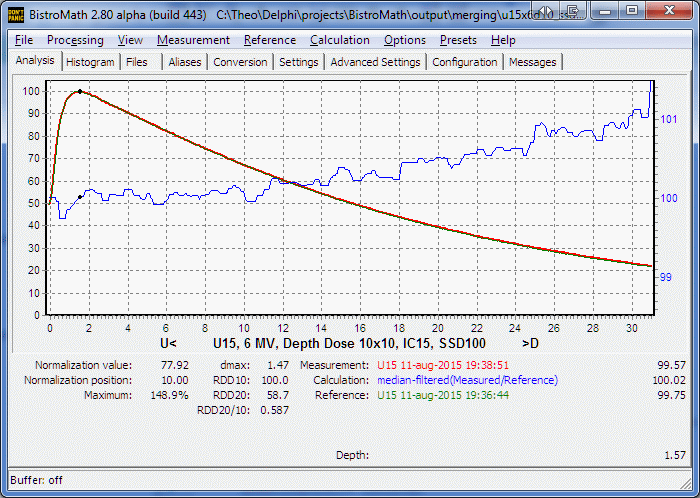 DON'T PANIC BistroMath 2.80 alpha (build 443) C:\Theo\Delphi\projects\BistroMath\output\merging\u15x6d10_ssd
File Processing View Measurement Reference Calculation Options Presets Help
Analysis Histogram Files Aliases Conversion Settings Advanced Settings Configuration Messages
100
90
80
70
60
50
40
30
20
10
0
101
100
99
0 2 4 6 8 10 12 14 16 18 20 22 24 26 28 30
U< U15, 6 MV, Depth Dose 10x10, IC15, SSD100 >D
Normalization value: 77.92 dmax: 1.47 Measurement: U15 11-aug-2015 19:38:51 99.57
Normalization position: 10.00 RDD10: 100.0 Calculation: median-filtered(Measured/Reference) 100.02
Maximum: 148.9% RDD20: 58.7 Reference: U15 11-aug-2015 19:36:44 99.75
RDD20/10: 0.587
Depth: 1.57
Buffer: off